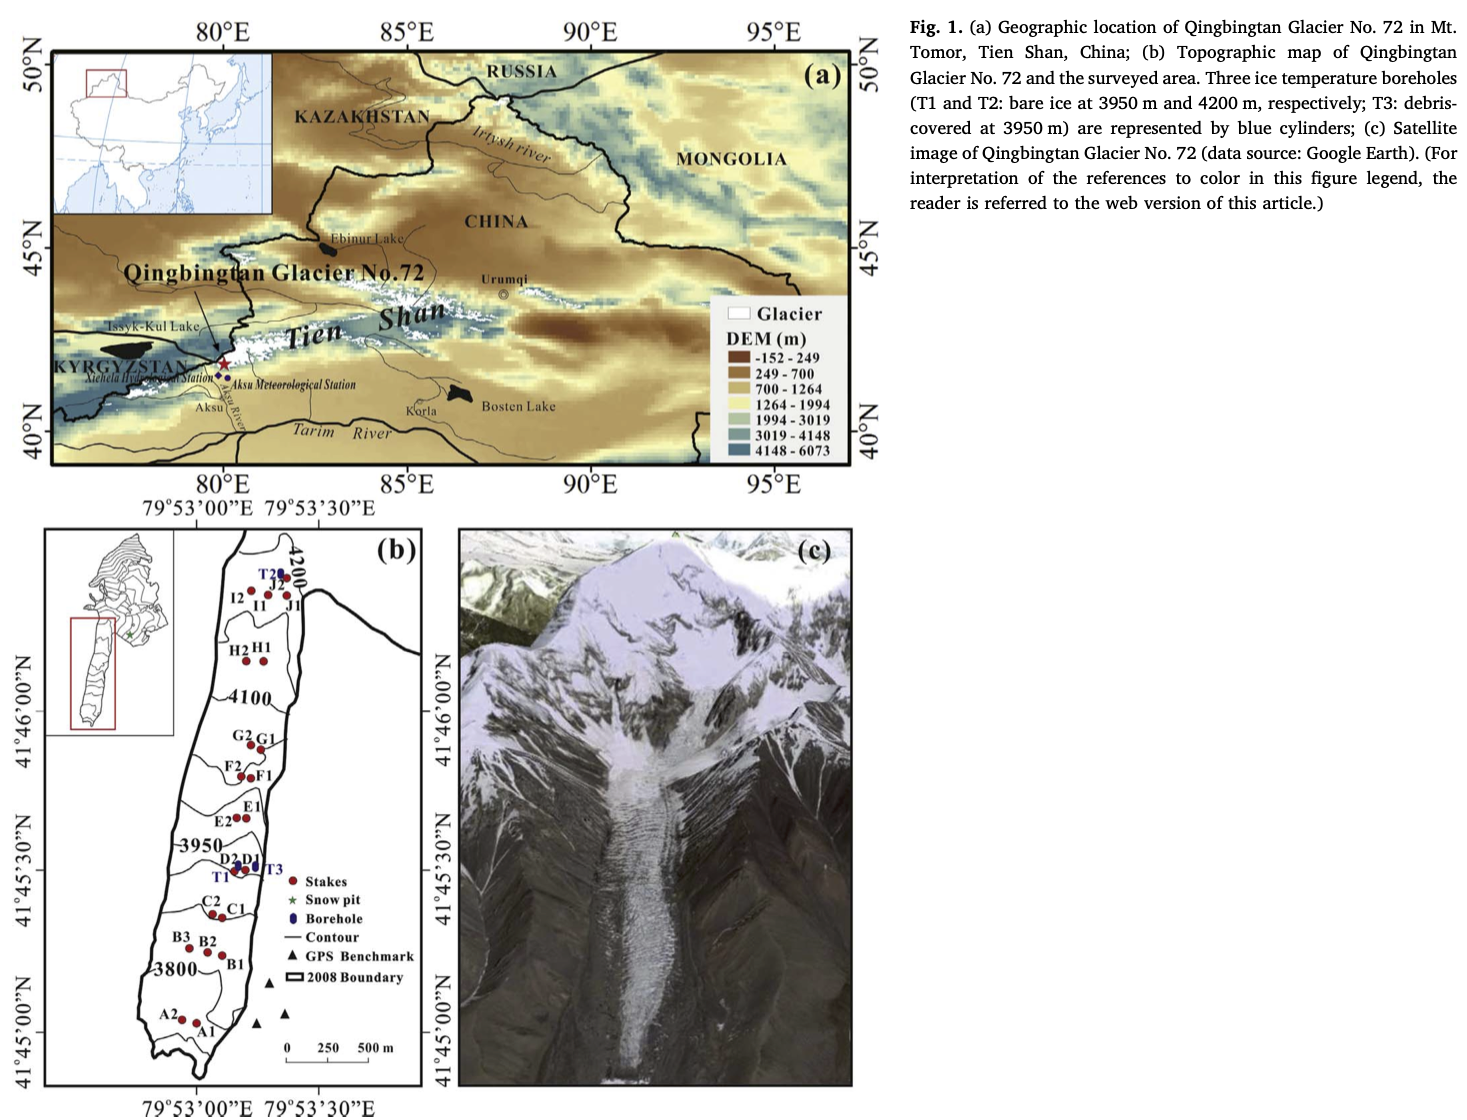 80°E 85°E 90°E 95°E
50°N
50°N
45°N
45°N
40°N
40°N
(a)
RUSSIA
KAZAKHSTAN
Irtysh river
MONGOLIA
CHINA
Ebinur Lake
Qingbingtan Glacier No.72
Urumqi
Issyk-Kul Lake
Tien Shan
KYRGYZSTAN
Xiehela Hydrological Station
Aksu Meteorological Station
Aksu
Aksu River
Korla
Bosten Lake
Tarim River
Glacier
DEM (m)
-152 - 249
249 - 700
700 - 1264
1264 - 1994
1994 - 3019
3019 - 4148
4148 - 6073
80°E 85°E 90°E 95°E
Fig. 1. (a) Geographic location of Qingbingtan Glacier No. 72 in Mt.
Tomor, Tien Shan, China; (b) Topographic map of Qingbingtan
Glacier No. 72 and the surveyed area. Three ice temperature boreholes
(T1 and T2: bare ice at 3950 m and 4200 m, respectively; T3: debris-
covered at 3950 m) are represented by blue cylinders; (c) Satellite
image of Qingbingtan Glacier No. 72 (data source: Google Earth). (For
interpretation of the references to color in this figure legend, the
reader is referred to the web version of this article.)
79°53'00”E 79°53'30”E
(b)
4200
T2
J2
I2 I1 J1
H2 H1
4100
G2 G1
F2 F1
E1
E2
3950
D2 D1
T1 T3
C2 C1
B3 B2
B1
3800
A2 A1
Stakes
Snow pit
Borehole
Contour
GPS Benchmark
2008 Boundary
0 250 500 m
41°46'00”N
41°45'30”N
41°45'00”N
41°46'00”N
41°45'30”N
41°45'00”N
79°53'00”E 79°53'30”E
(c)